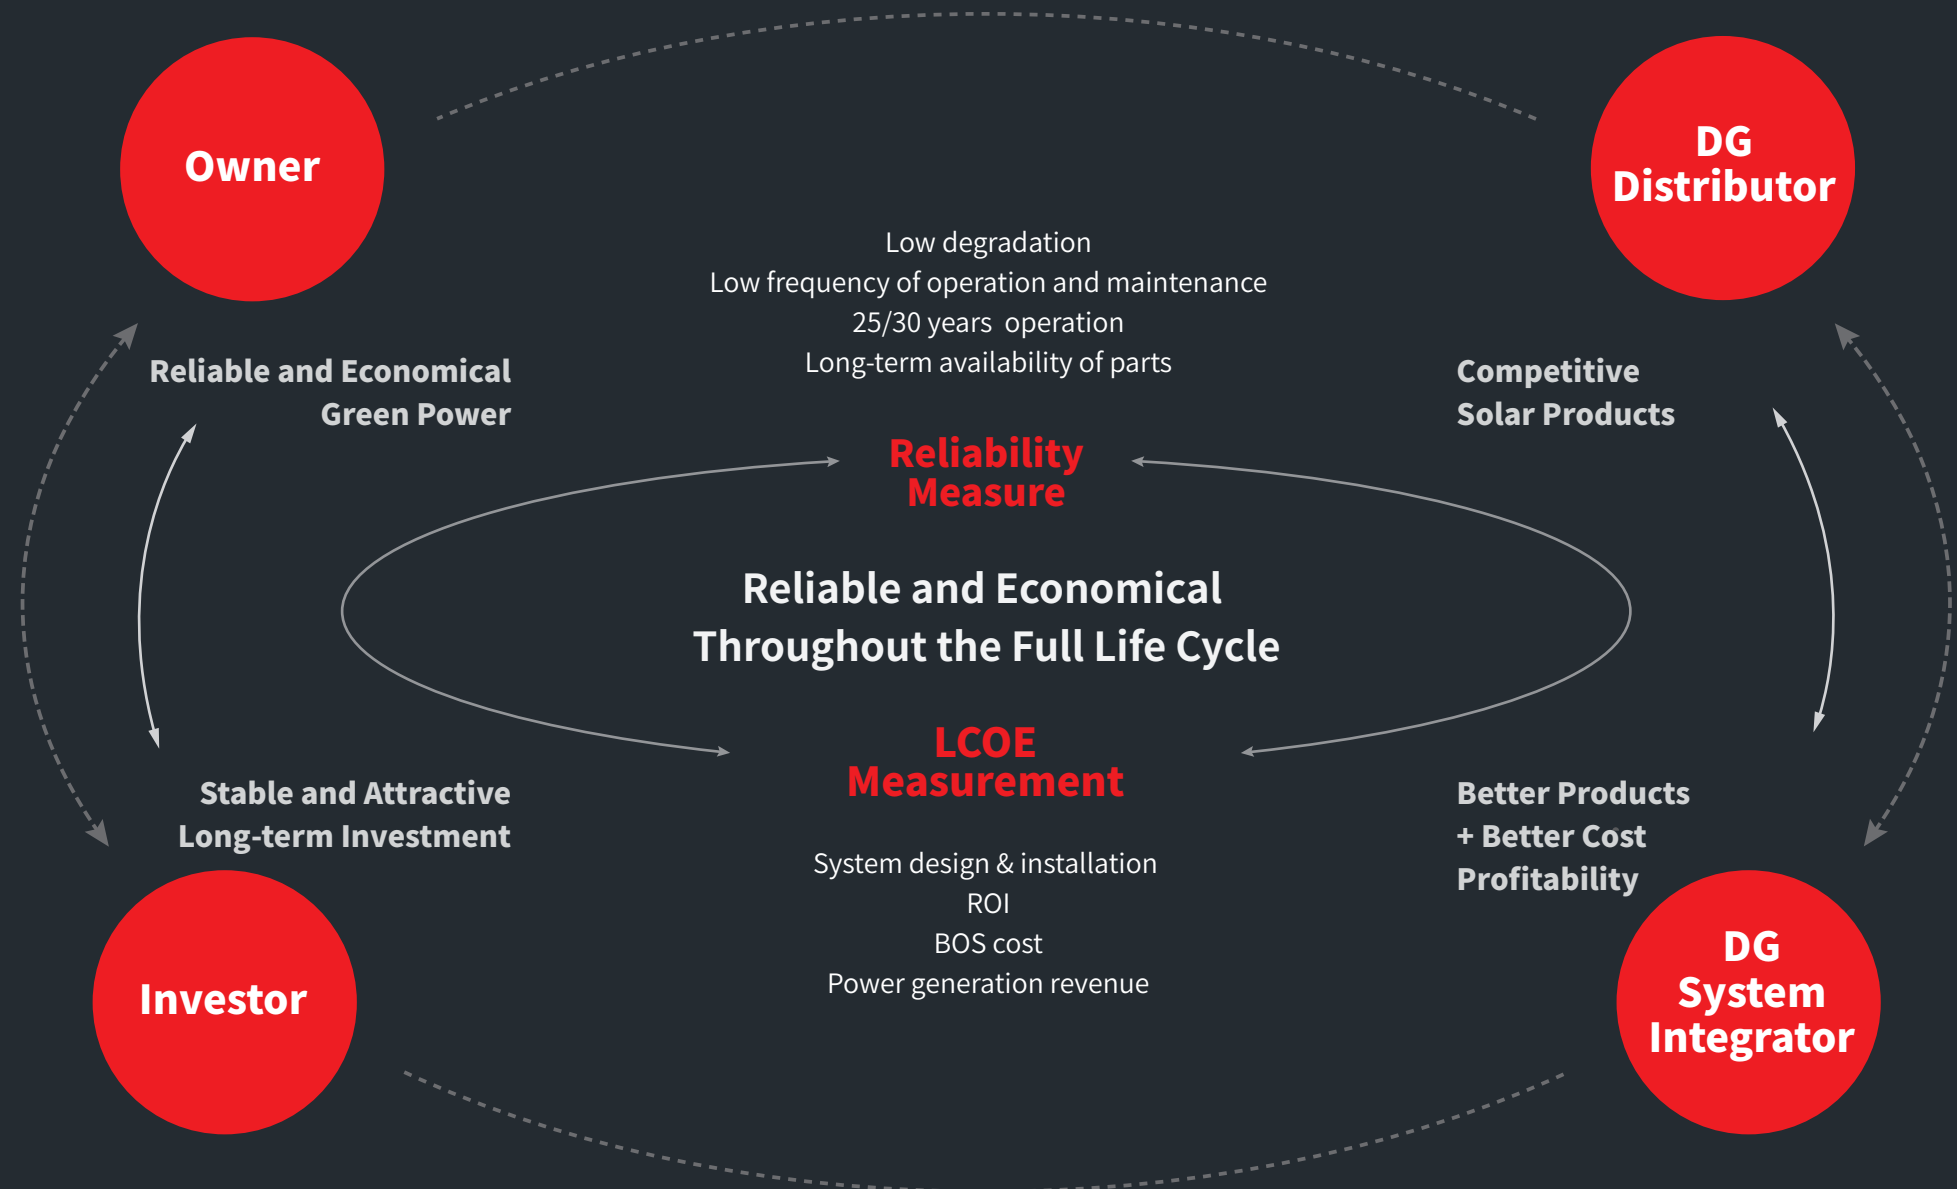 Owner
DG
Distributor
Low degradation
Low frequency of operation and maintenance
25/30 years  operation
Long-term availability of parts
Reliable and Economical
Green Power
Competitive
Solar Products
Reliability
Measure
Reliable and Economical
Throughout the Full Life Cycle
LCOE
Measurement
Stable and Attractive
Long-term Investment
Better Products
+ Better Cost
Profitability
System design & installation
ROI
BOS cost
Power generation revenue
Investor
DG
System
Integrator